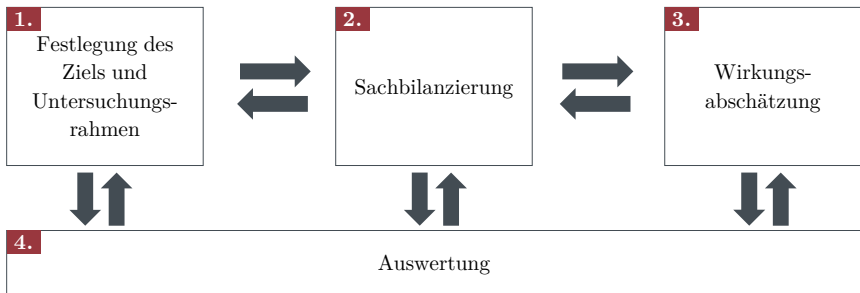 1.
Festlegung des
Ziels und
Untersuchungs-
rahmen
2.
Sachbilanzierung
3.
Wirkungs-
abschätzung
4.
Auswertung